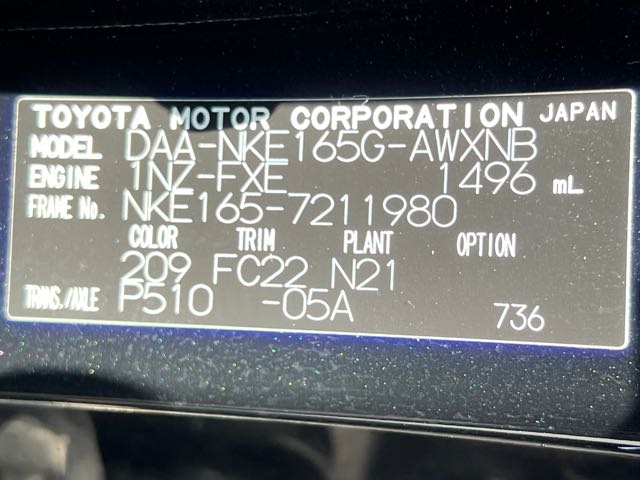 TOYOTA MOTOR CORPORATION JAPAN
MODEL DAA-NKE165G-AWXNB
ENGINE 1NZ-FXE 1496 mL
FRAME No. NKE165-7211980
COLOR TRIM PLANT OPTION
209 FC22 N21
TRANS./AXLE P510 -05A 736